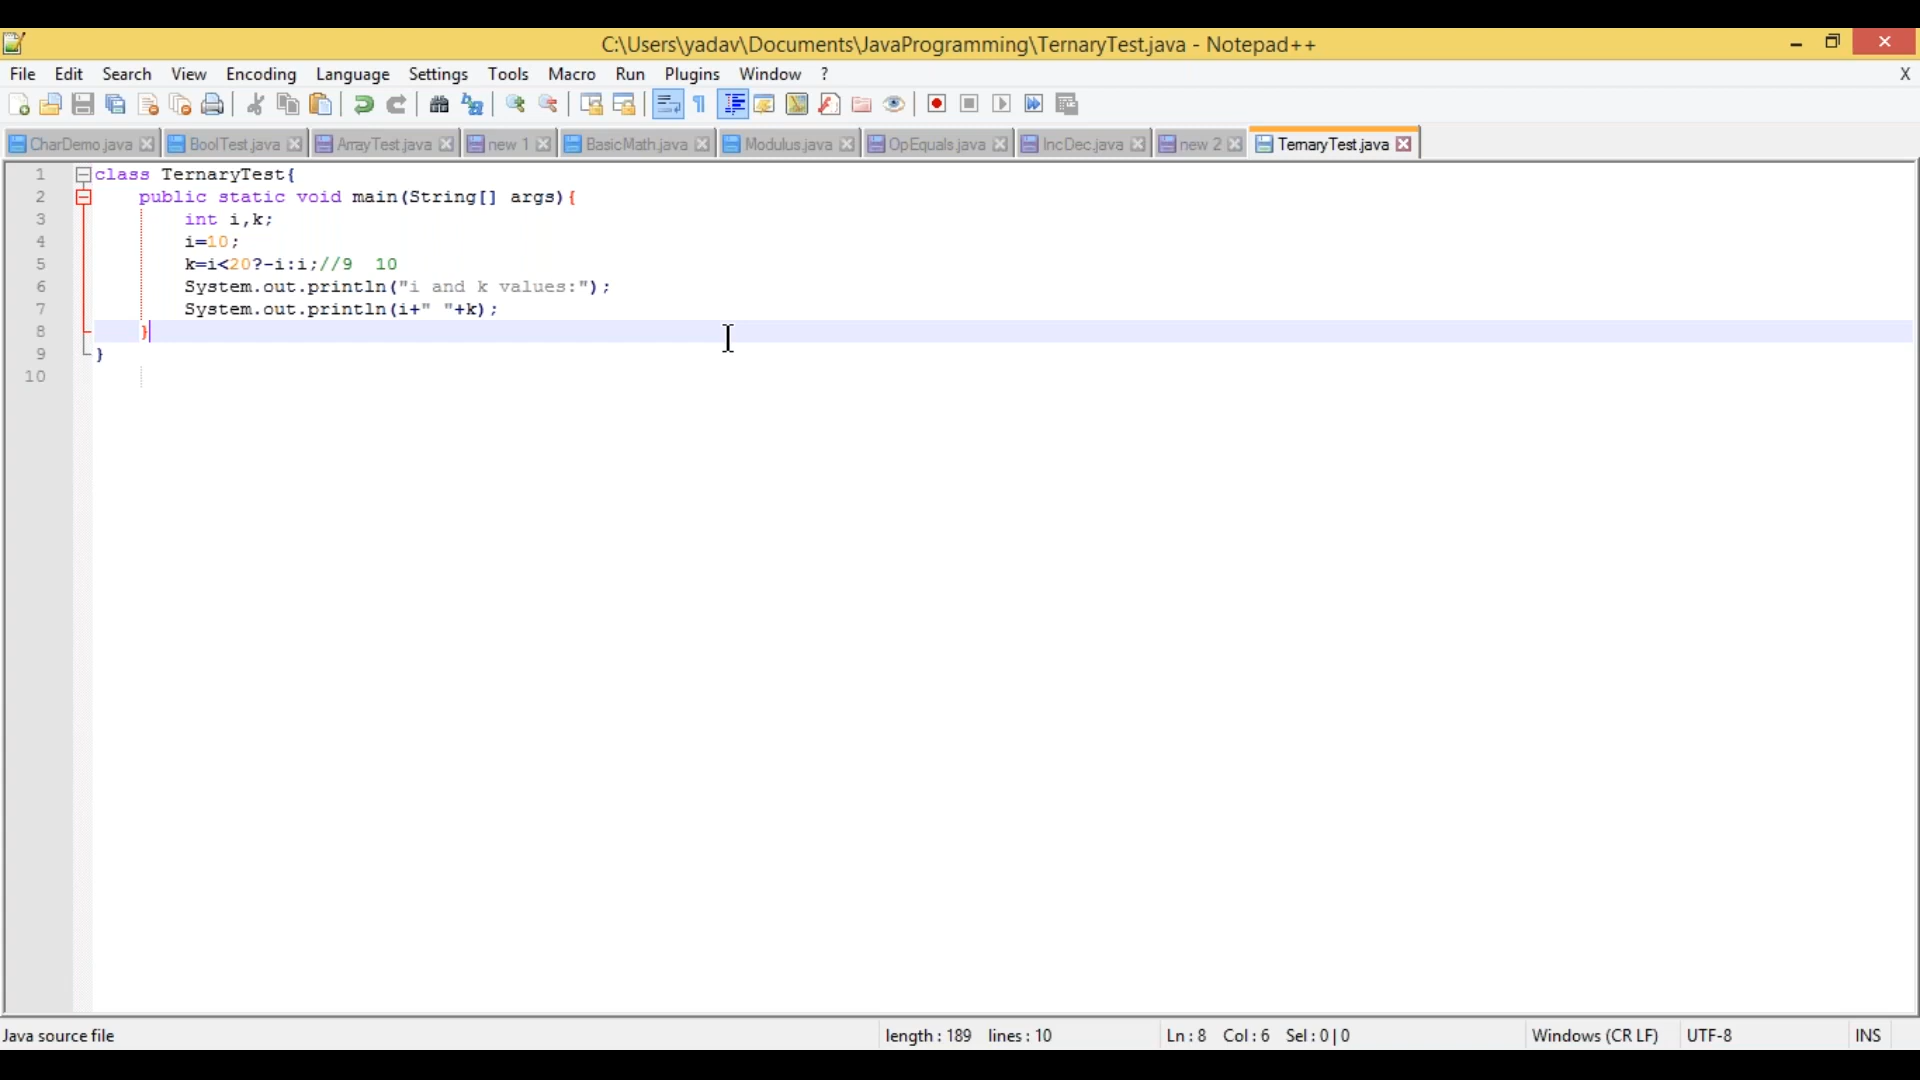 C:\Users\yadav\Documents\JavaProgramming\TernaryTest.java - Notepad++
File Edit Search View Encoding Language Settings Tools Macro Run Plugins Window ? X
CharDemo.java BoolTest.java ArrayTest.java new 1 BasicMath.java Modulus.java OpEquals.java IncDec.java new 2 TernaryTest.java
1 class TernaryTest{
2 public static void main(String[] args){
3 int i,k;
4 i=10;
5 k=i<20?-i:i;//9  10
6 System.out.println("i and k values:");
7 System.out.println(i+" "+k);
8 }
9 }
10
Java source file length : 189 lines : 10 Ln : 8 Col : 6 Sel : 0 | 0 Windows (CR LF) UTF-8 INS